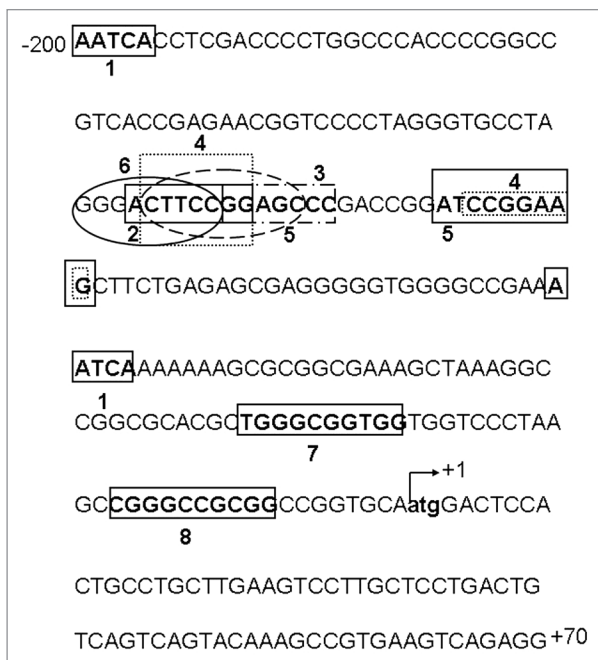 -200 AATCACCTCGACCCCTGGCCCACCCCGGCC
1
GTCACCGAGAACGGTCCCCTAGGGTGCCTA
6 4 3 4
GGGACTTCCGGAGCCCGACCGGATCCGGAA
2 5 5
GCTTCTGAGAGCGAGGGGGTGGGGCCGAAA
ATCAAAAAAAGCGCGGCGAAAGCTAAAGGC
1
CGGCGCACGCTGGGCGGTGGTGGTCCCTAA
7
+1
GCCGGGCCGCGGCCGGTGCAatgGACTCCA
8
CTGCCTGCTTGAAGTCCTTGCTCCTGACTG
TCAGTCAGTACAAAGCCGTGAAGTCAGAGG +70